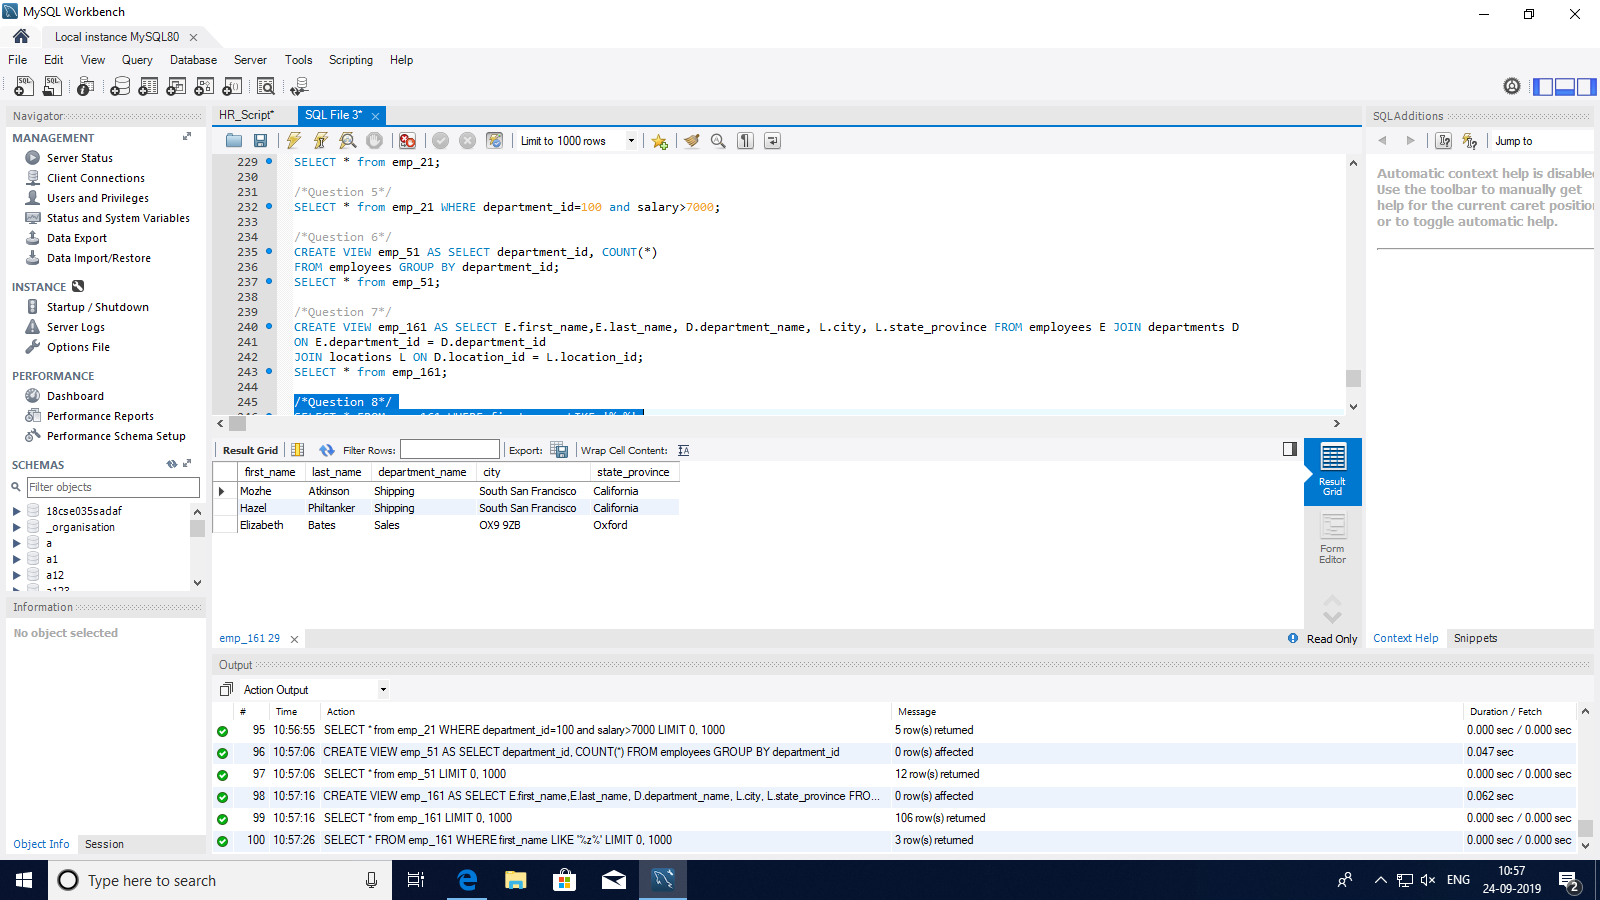 MySQL Workbench
Local instance MySQL80
File Edit View Query Database Server Tools Scripting Help
Navigator
MANAGEMENT
Server Status
Client Connections
Users and Privileges
Status and System Variables
Data Export
Data Import/Restore
INSTANCE
Startup / Shutdown
Server Logs
Options File
PERFORMANCE
Dashboard
Performance Reports
Performance Schema Setup
SCHEMAS
Filter objects
18cse035sadaf
_organisation
a
a1
a12
a123
Information
No object selected
Object Info Session
HR_Script* SQL File 3*
Limit to 1000 rows
229 SELECT * from emp_21;
230
231 /*Question 5*/
232 SELECT * from emp_21 WHERE department_id=100 and salary>7000;
233
234 /*Question 6*/
235 CREATE VIEW emp_51 AS SELECT department_id, COUNT(*)
236 FROM employees GROUP BY department_id;
237 SELECT * from emp_51;
238
239 /*Question 7*/
240 CREATE VIEW emp_161 AS SELECT E.first_name,E.last_name, D.department_name, L.city, L.state_province FROM employees E JOIN departments D
241 ON E.department_id = D.department_id
242 JOIN locations L ON D.location_id = L.location_id;
243 SELECT * from emp_161;
244
245 /*Question 8*/
246 SELECT * FROM emp_161 WHERE first_name LIKE '%z%'
Result Grid Filter Rows: Export: Wrap Cell Content:
first_name last_name department_name city state_province
Mozhe Atkinson Shipping South San Francisco California
Hazel Philtanker Shipping South San Francisco California
Elizabeth Bates Sales OX9 9ZB Oxford
Result
Grid
Form
Editor
emp_161 29
Read Only
SQLAdditions
Jump to
Automatic context help is disable
Use the toolbar to manually get
help for the current caret positio
or to toggle automatic help.
Context Help Snippets
Output
Action Output
# Time Action Message Duration / Fetch
95 10:56:55 SELECT * from emp_21 WHERE department_id=100 and salary>7000 LIMIT 0, 1000 5 row(s) returned 0.000 sec / 0.000 sec
96 10:57:06 CREATE VIEW emp_51 AS SELECT department_id, COUNT(*) FROM employees GROUP BY department_id 0 row(s) affected 0.047 sec
97 10:57:06 SELECT * from emp_51 LIMIT 0, 1000 12 row(s) returned 0.000 sec / 0.000 sec
98 10:57:16 CREATE VIEW emp_161 AS SELECT E.first_name,E.last_name, D.department_name, L.city, L.state_province FRO... 0 row(s) affected 0.062 sec
99 10:57:16 SELECT * from emp_161 LIMIT 0, 1000 106 row(s) returned 0.000 sec / 0.000 sec
100 10:57:26 SELECT * FROM emp_161 WHERE first_name LIKE '%z%' LIMIT 0, 1000 3 row(s) returned 0.000 sec / 0.000 sec
Type here to search
ENG
10:57
24-09-2019
2